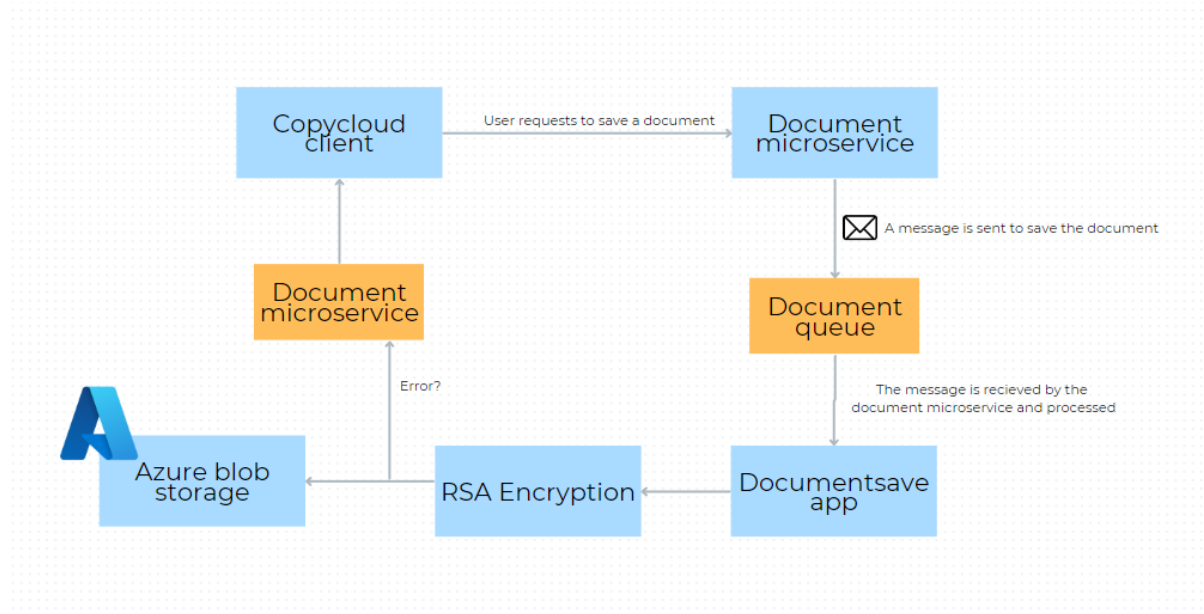 Copycloud
client
User requests to save a document
Document
microservice
A message is sent to save the document
Document
microservice
Document
queue
Error?
The message is recieved by the
document microservice and processed
Azure blob
storage
RSA Encryption
Documentsave
app